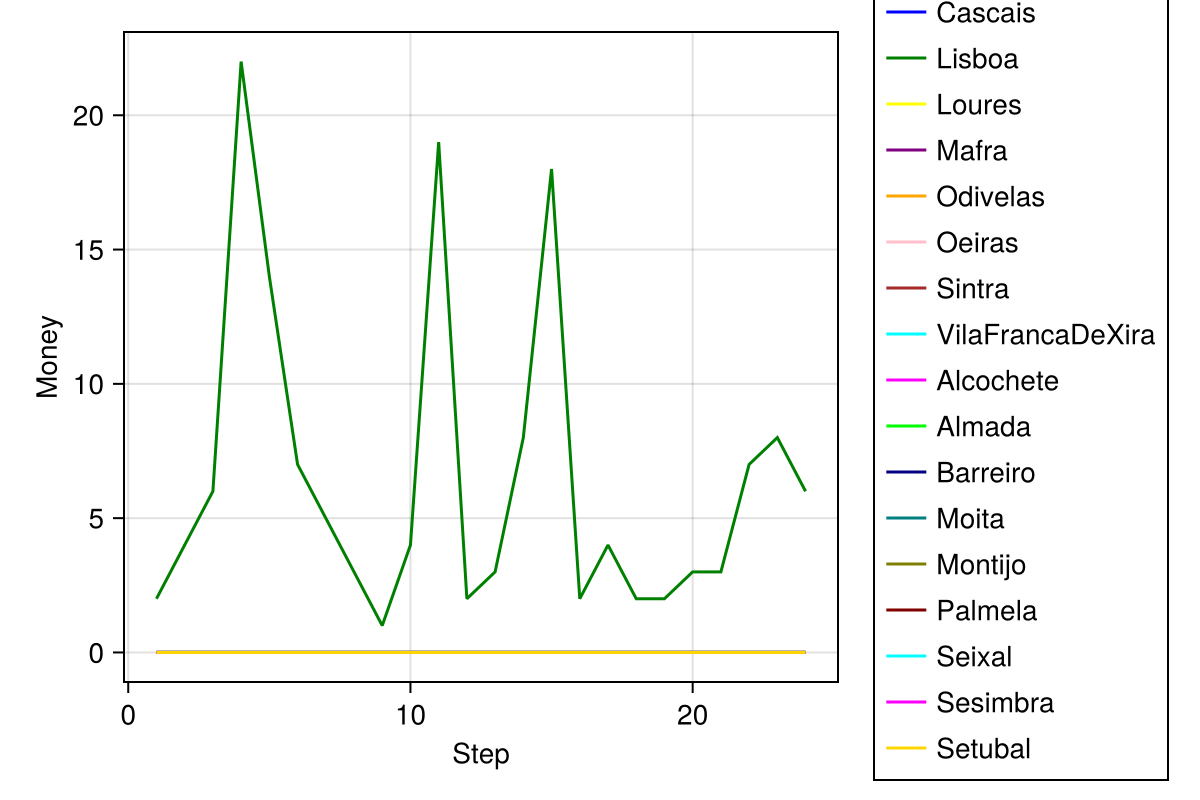 20
15
10
5
0
0
10
20
Money
Step
Cascais
Lisboa
Loures
Mafra
Odivelas
Oeiras
Sintra
VilaFrancaDeXira
Alcochete
Almada
Barreiro
Moita
Montijo
Palmela
Seixal
Sesimbra
Setubal